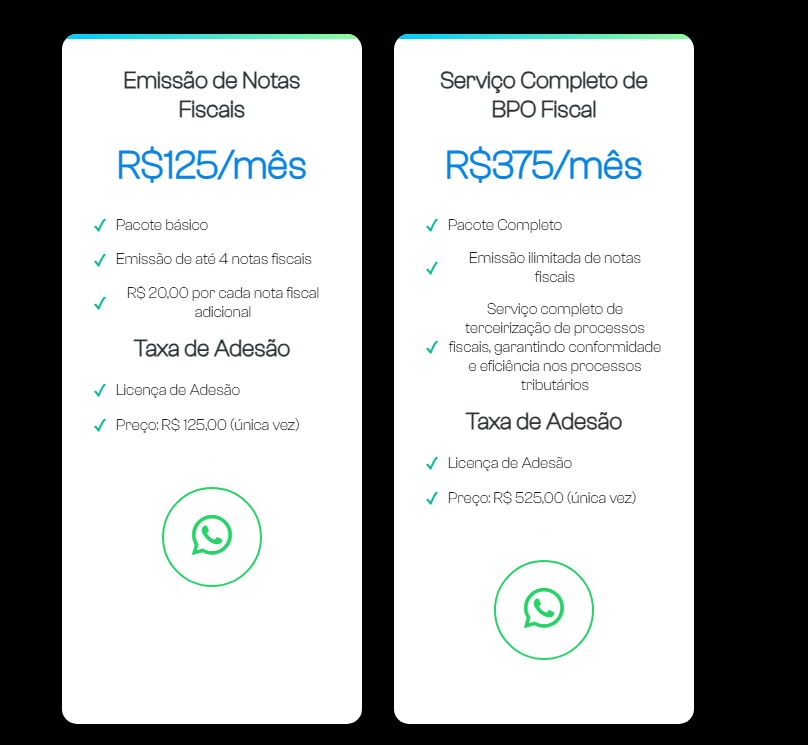 Emissão de Notas
Fiscais
R$125/mês
Pacote básico
Emissão de até 4 notas fiscais
R$ 20,00 por cada nota fiscal
adicional
Taxa de Adesão
Licença de Adesão
Preço: R$ 125,00 (única vez)
Serviço Completo de
BPO Fiscal
R$375/mês
Pacote Completo
Emissão ilimitada de notas
fiscais
Serviço completo de
terceirização de processos
fiscais, garantindo conformidade
e eficiência nos processos
tributários
Taxa de Adesão
Licença de Adesão
Preço: R$ 525,00 (única vez)